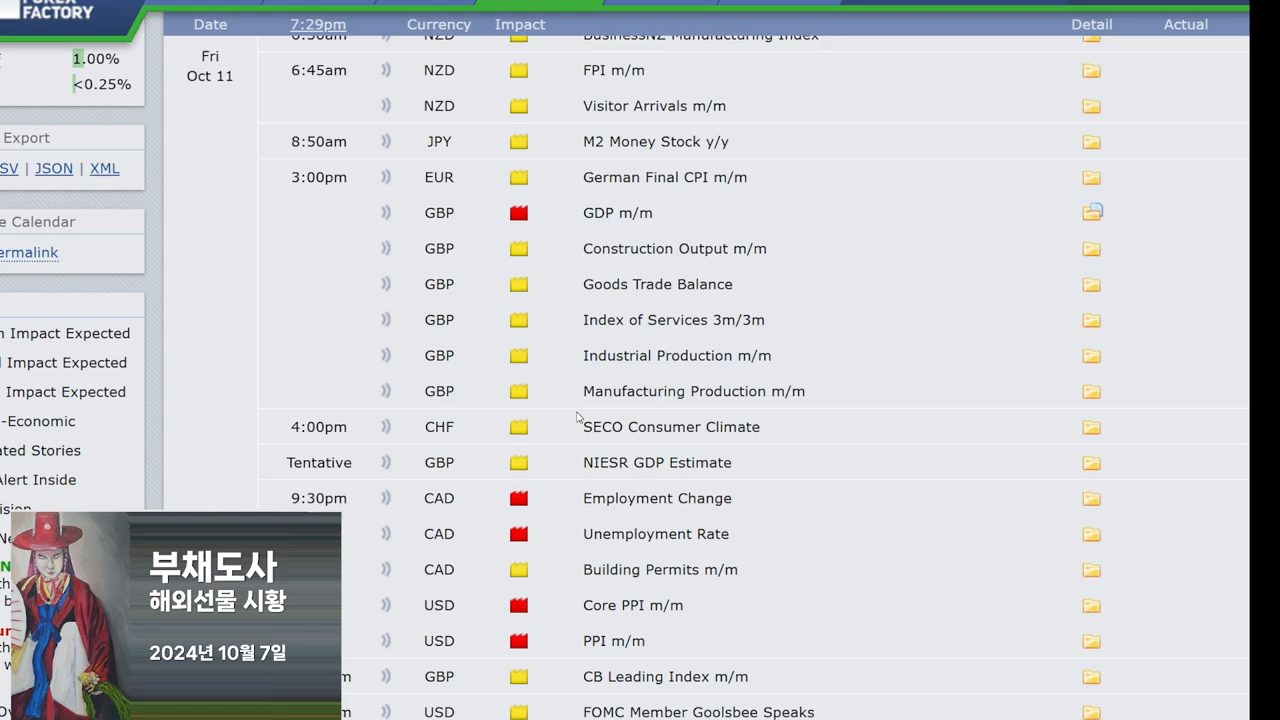 FOREX
FACTORY
Date 7:29pm Currency Impact Detail Actual
BusinessNZ Manufacturing Index
Fri
Oct 11
6:45am NZD FPI m/m
NZD Visitor Arrivals m/m
8:50am JPY M2 Money Stock y/y
3:00pm EUR German Final CPI m/m
GBP GDP m/m
GBP Construction Output m/m
GBP Goods Trade Balance
GBP Index of Services 3m/3m
GBP Industrial Production m/m
GBP Manufacturing Production m/m
4:00pm CHF SECO Consumer Climate
Tentative GBP NIESR GDP Estimate
9:30pm CAD Employment Change
CAD Unemployment Rate
CAD Building Permits m/m
USD Core PPI m/m
USD PPI m/m
GBP CB Leading Index m/m
USD FOMC Member Goolsbee Speaks
1.00%
<0.25%
Export
SV | JSON | XML
e Calendar
ermalink
n Impact Expected
l Impact Expected
Impact Expected
-Economic
ated Stories
Alert Inside
부채도사
해외선물 시황
2024년 10월 7일